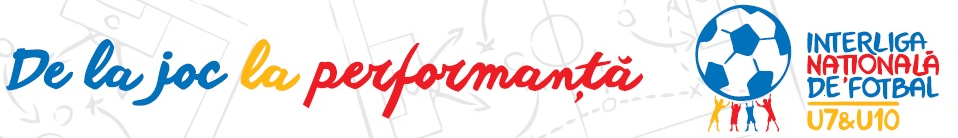 De la joc la performanță
INTERLIGA
NAȚIONALĂ
DE FOTBAL
U7&U10